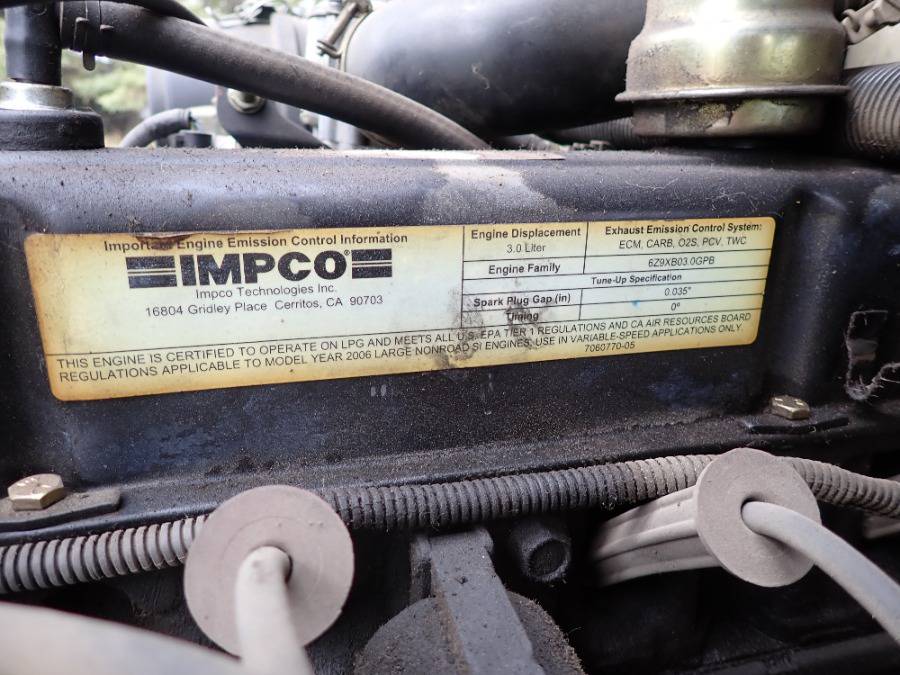 Important Engine Emission Control Information
IMPCO®
Impco Technologies Inc.
16804 Gridley Place Cerritos, CA 90703
Engine Displacement
3.0 Liter
Exhaust Emission Control System:
ECM, CARB, O2S, PCV, TWC
Engine Family
6Z9XB03.0GPB
Tune-Up Specification
Spark Plug Gap (in)
0.035"
Timing
0°
THIS ENGINE IS CERTIFIED TO OPERATE ON LPG AND MEETS ALL U.S. EPA TIER 1 REGULATIONS AND CA AIR RESOURCES BOARD
REGULATIONS APPLICABLE TO MODEL YEAR 2006 LARGE NONROAD SI ENGINES. USE IN VARIABLE-SPEED APPLICATIONS ONLY.
7060770-05